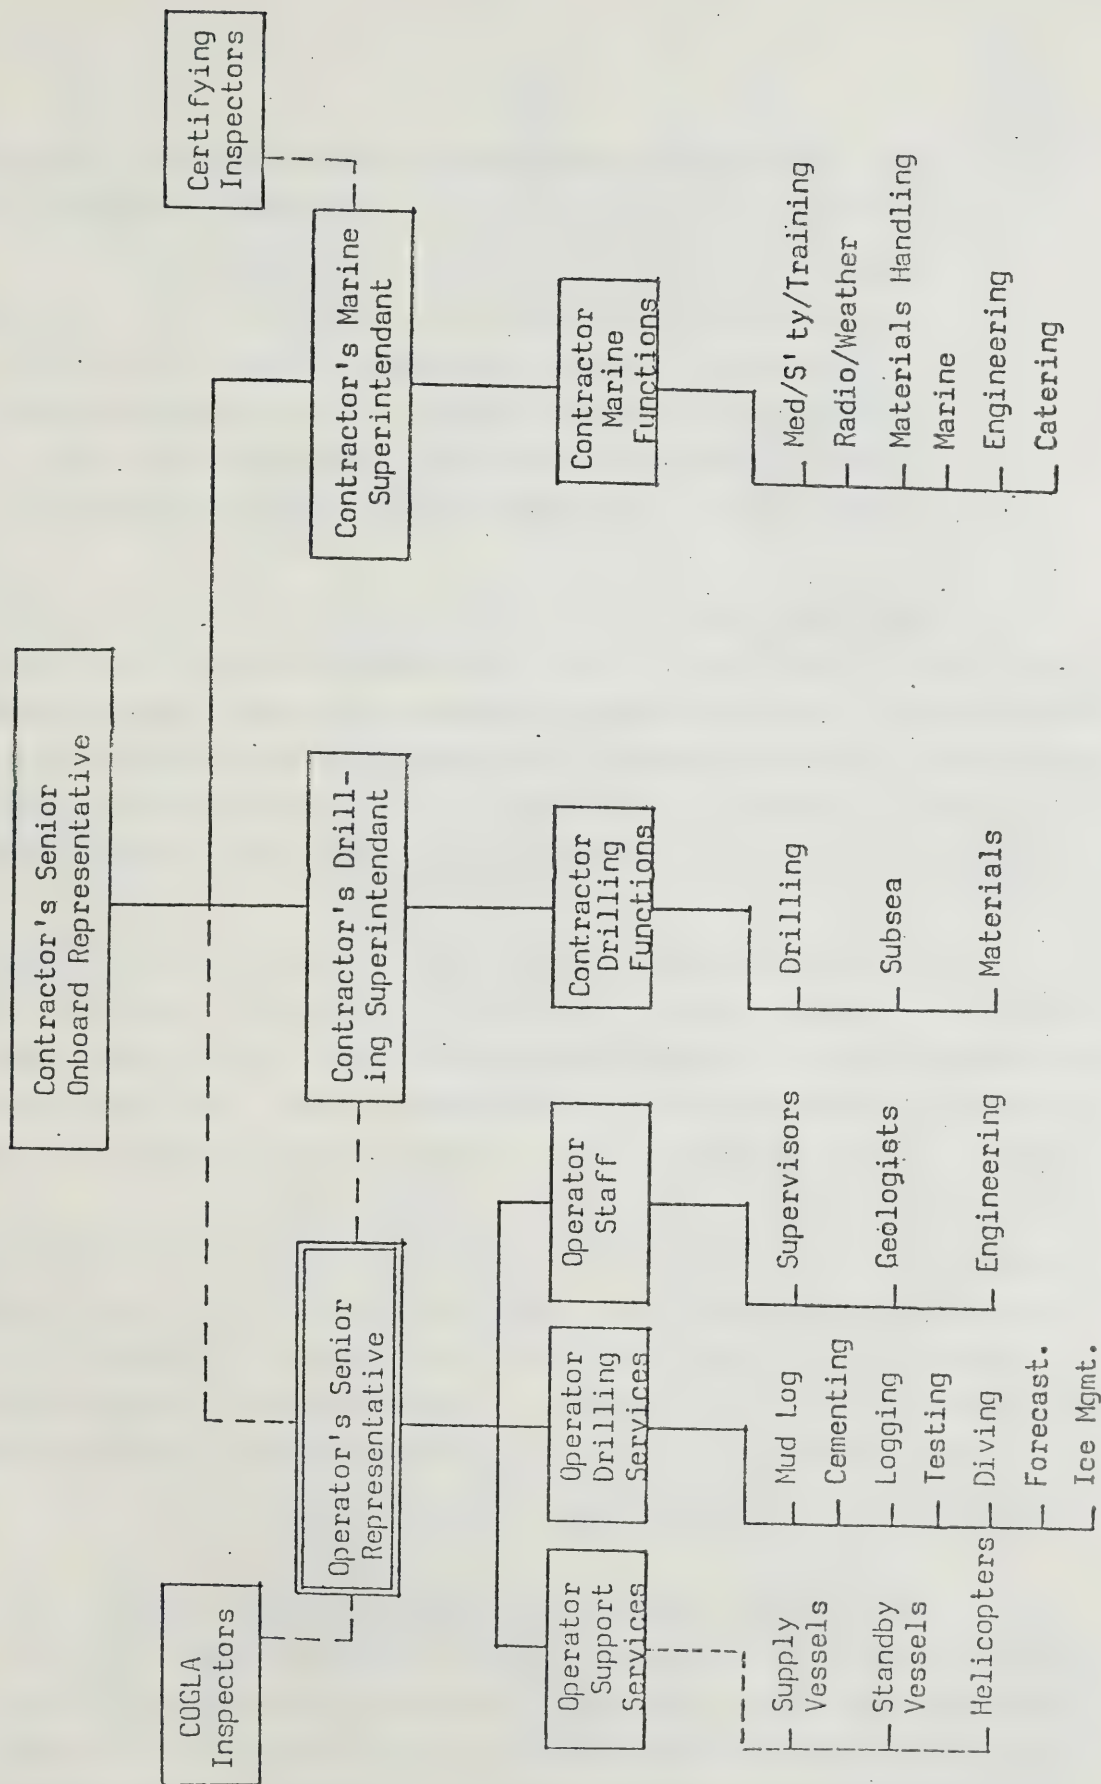 Contractor's Senior
Onboard Representative
COGLA
Inspectors
Certifying
Inspectors
Operator's Senior
Representative
Contractor's Drill-
ing Superintendant
Contractor's Marine
Superintendant
Operator
Support
Services
Operator
Drilling
Services
Operator
Staff
Contractor
Drilling
Functions
Contractor
Marine
Functions
Supply
Vessels
Standby
Vessels
Helicopters
Mud Log
Cementing
Logging
Testing
Diving
Forecast.
Ice Mgmt.
Supervisors
Geologists
Engineering
Drilling
Subsea
Materials
Med/S'ty/Training
Radio/Weather
Materials Handling
Marine
Engineering
Catering